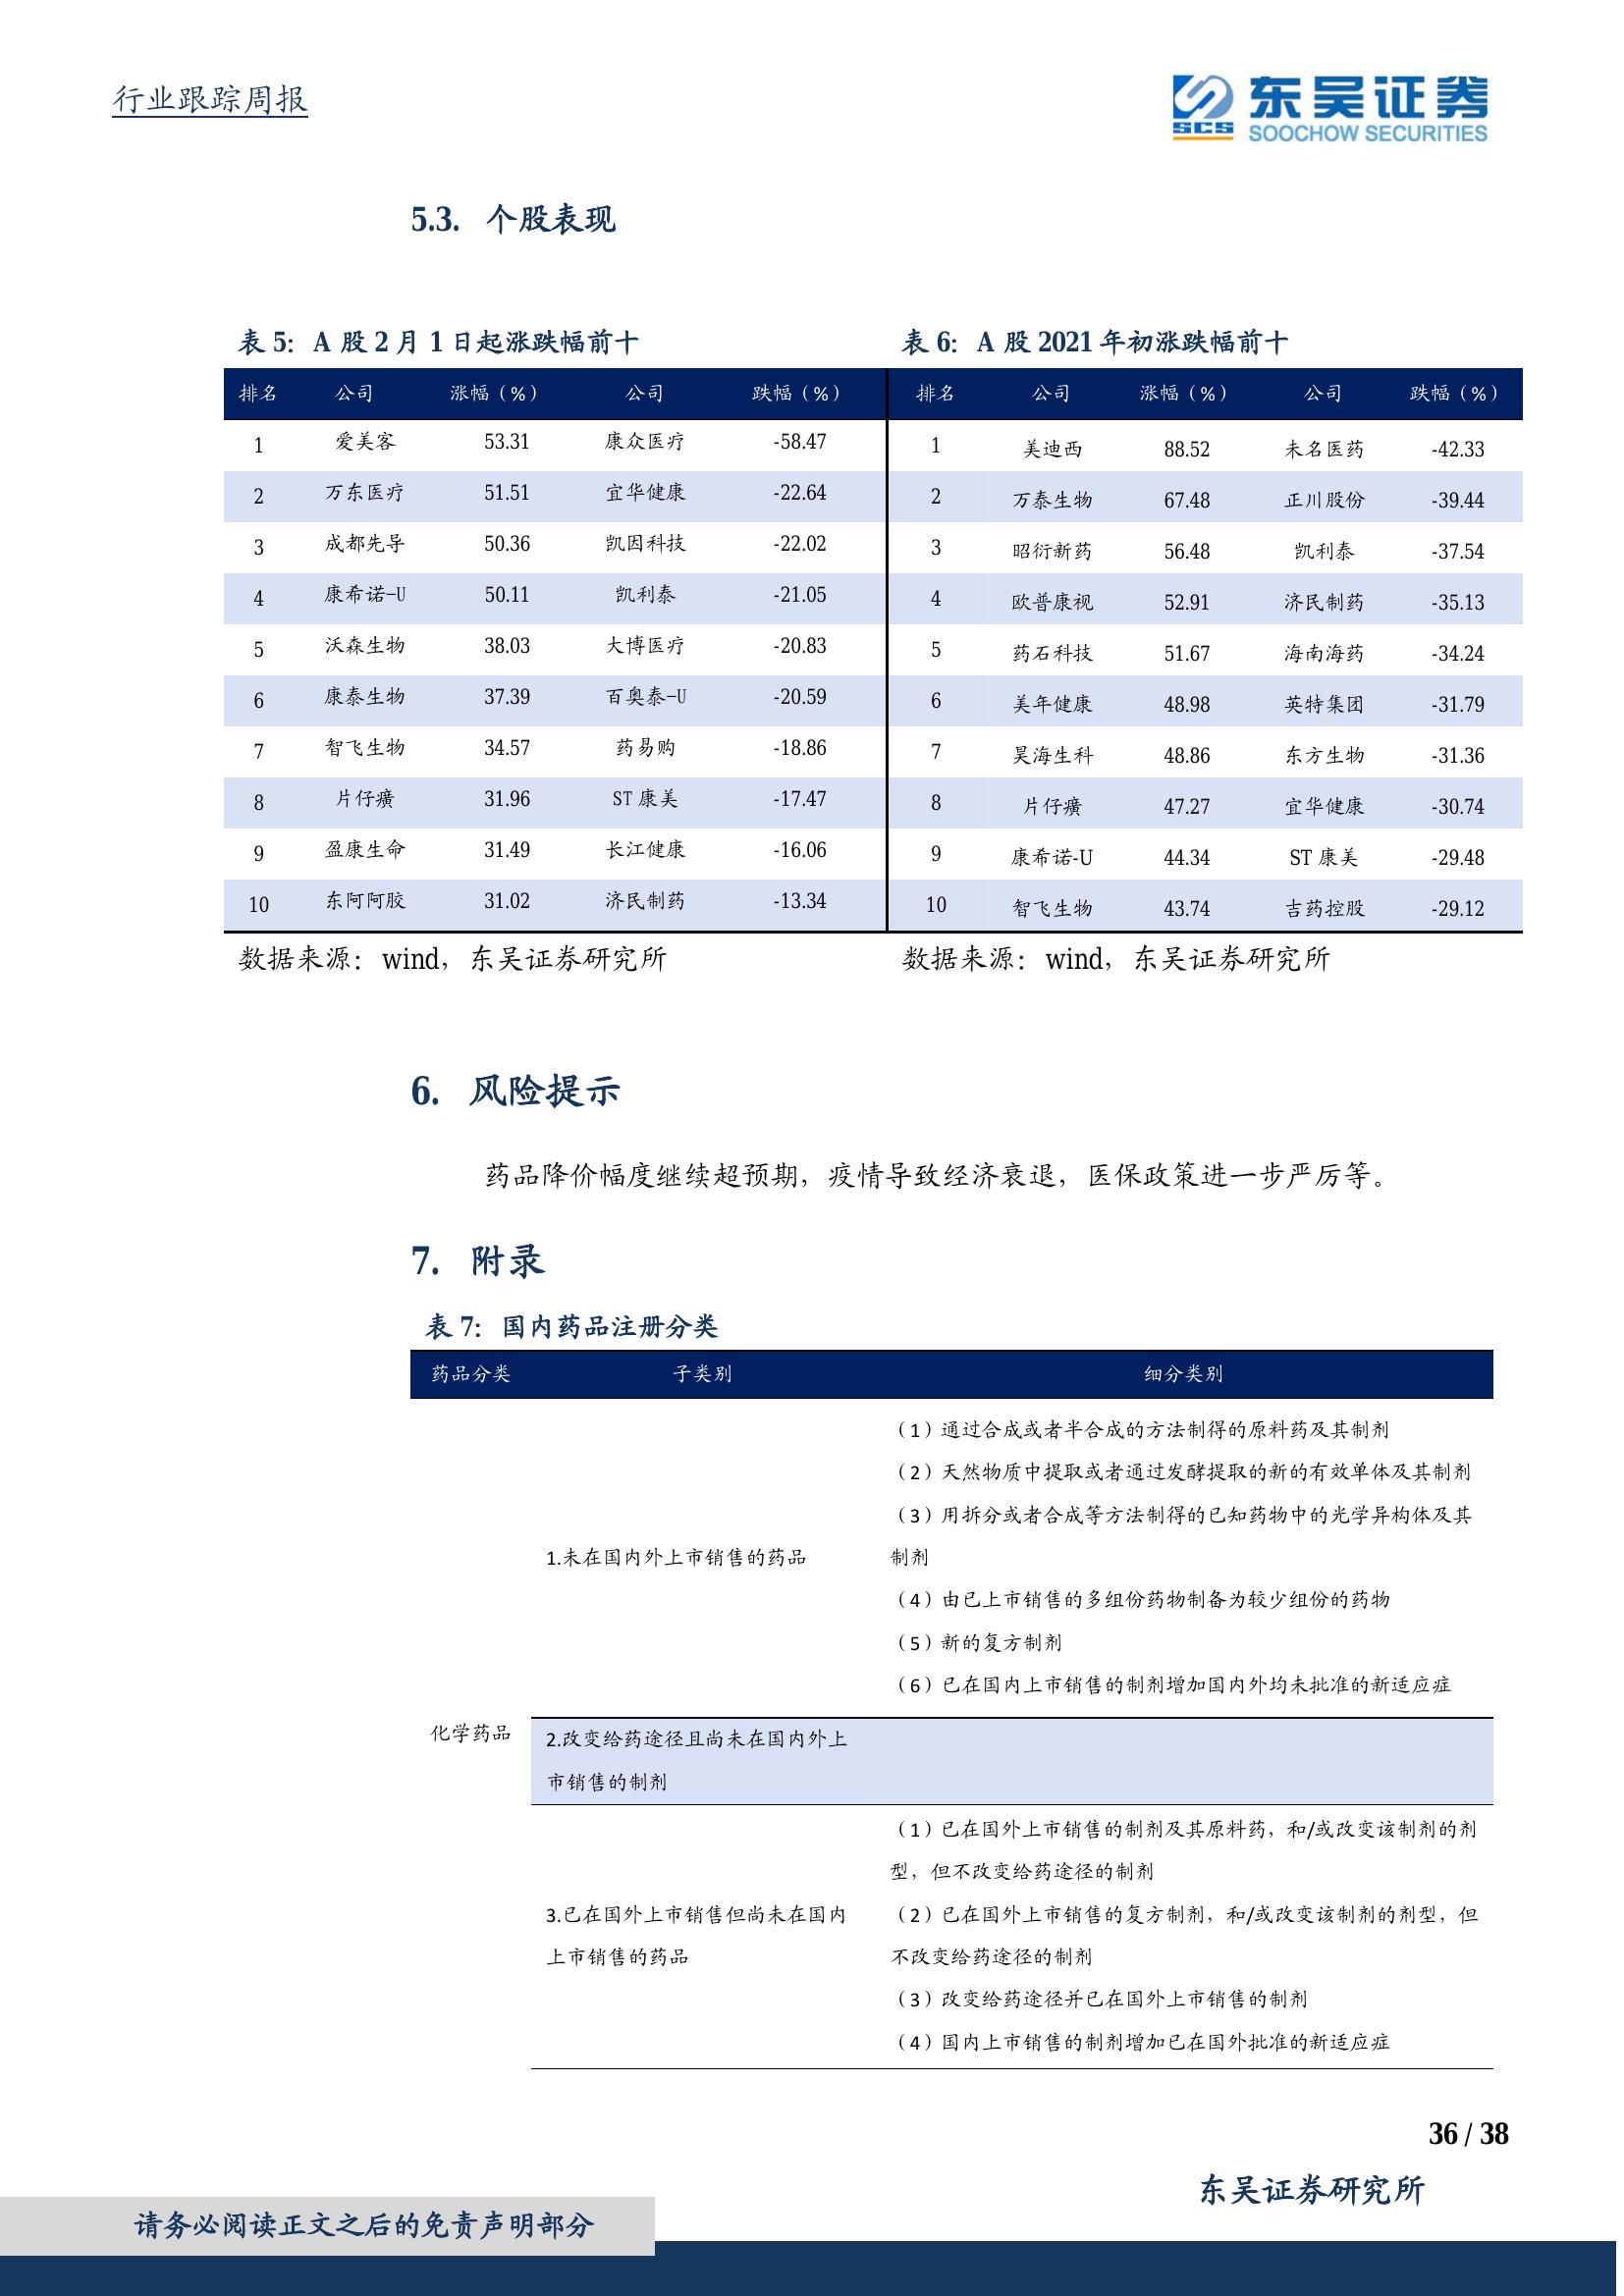 行业跟踪周报
SCS 东吴证券
SOOCHOW SECURITIES
5.3. 个股表现
表 5： A 股 2 月 1 日起涨跌幅前十
排名 公司 涨幅（%） 公司 跌幅（%）
1 爱美客 53.31 康众医疗 -58.47
2 万东医疗 51.51 宜华健康 -22.64
3 成都先导 50.36 凯因科技 -22.02
4 康希诺-U 50.11 凯利泰 -21.05
5 沃森生物 38.03 大博医疗 -20.83
6 康泰生物 37.39 百奥泰-U -20.59
7 智飞生物 34.57 药易购 -18.86
8 片仔癀 31.96 ST 康美 -17.47
9 盈康生命 31.49 长江健康 -16.06
10 东阿阿胶 31.02 济民制药 -13.34
数据来源：wind，东吴证券研究所
表 6： A 股 2021 年初涨跌幅前十
排名 公司 涨幅（%） 公司 跌幅（%）
1 美迪西 88.52 未名医药 -42.33
2 万泰生物 67.48 正川股份 -39.44
3 昭衍新药 56.48 凯利泰 -37.54
4 欧普康视 52.91 济民制药 -35.13
5 药石科技 51.67 海南海药 -34.24
6 美年健康 48.98 英特集团 -31.79
7 昊海生科 48.86 东方生物 -31.36
8 片仔癀 47.27 宜华健康 -30.74
9 康希诺-U 44.34 ST 康美 -29.48
10 智飞生物 43.74 吉药控股 -29.12
数据来源：wind，东吴证券研究所
6. 风险提示
药品降价幅度继续超预期，疫情导致经济衰退，医保政策进一步严厉等。
7. 附录
表 7： 国内药品注册分类
药品分类 子类别 细分类别
化学药品
1.未在国内外上市销售的药品
（1）通过合成或者半合成的方法制得的原料药及其制剂
（2）天然物质中提取或者通过发酵提取的新的有效单体及其制剂
（3）用拆分或者合成等方法制得的已知药物中的光学异构体及其
制剂
（4）由已上市销售的多组份药物制备为较少组份的药物
（5）新的复方制剂
（6）已在国内上市销售的制剂增加国内外均未批准的新适应症
2.改变给药途径且尚未在国内外上
市销售的制剂
3.已在国外上市销售但尚未在国内
上市销售的药品
（1）已在国外上市销售的制剂及其原料药，和/或改变该制剂的剂
型，但不改变给药途径的制剂
（2）已在国外上市销售的复方制剂，和/或改变该制剂的剂型，但
不改变给药途径的制剂
（3）改变给药途径并已在国外上市销售的制剂
（4）国内上市销售的制剂增加已在国外批准的新适应症
36 / 38
东吴证券研究所
请务必阅读正文之后的免责声明部分